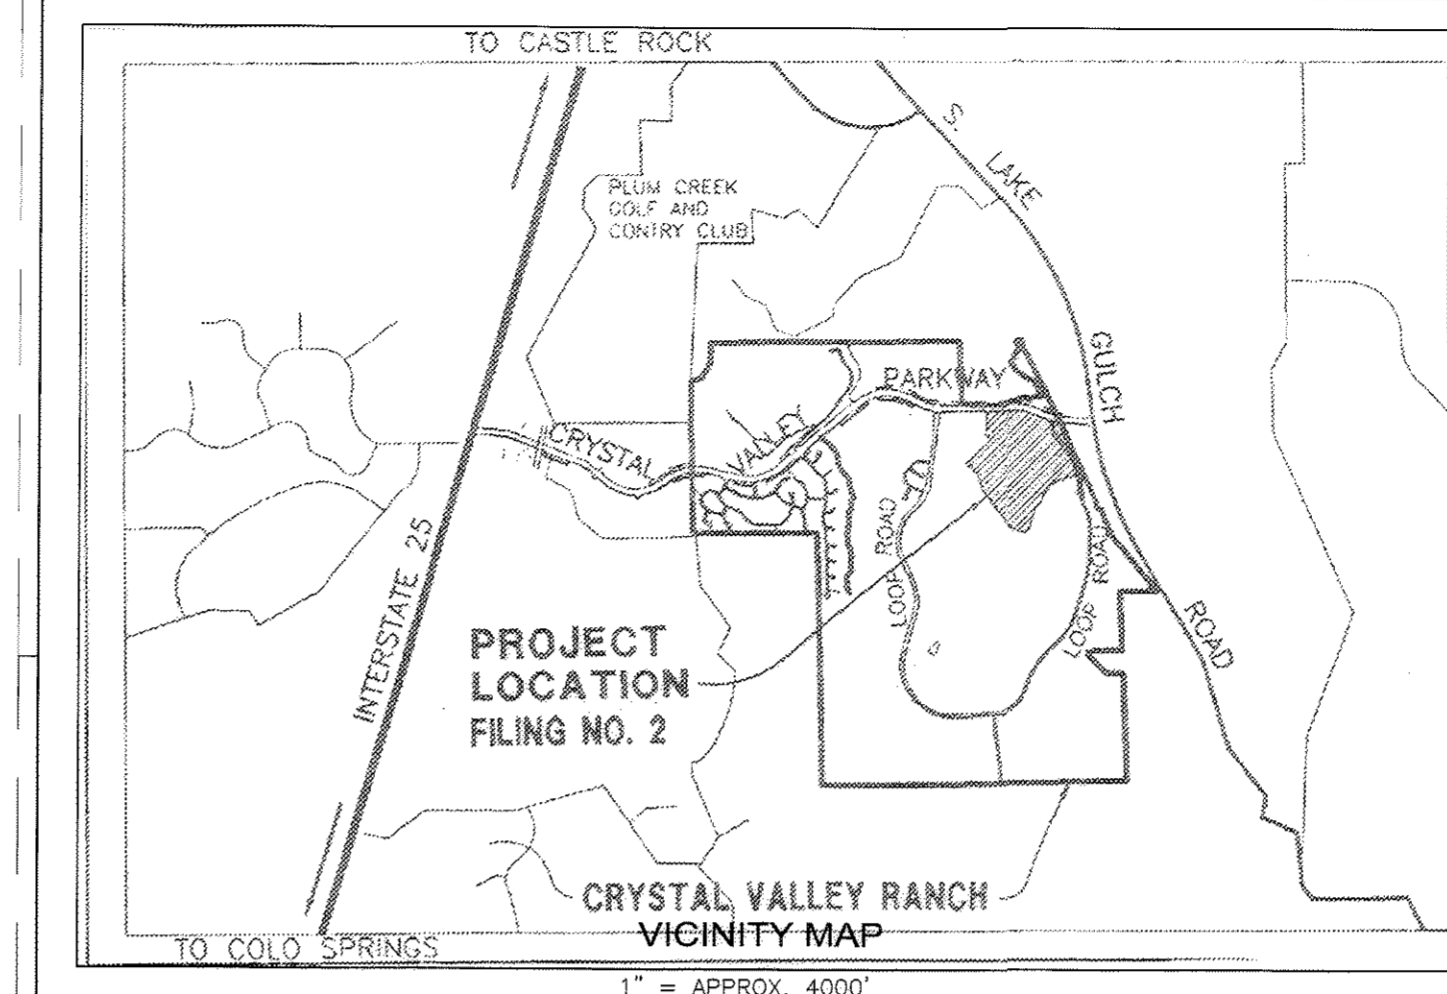 TO CASTLE ROCK
S. LAKE GULCH ROAD
PLUM CREEK
GOLF AND
CONTRY CLUB
PARKWAY
CRYSTAL
VALLEY
LOOP ROAD
LOOP ROAD
INTERSTATE 25
PROJECT
LOCATION
FILING NO. 2
CRYSTAL VALLEY RANCH
VICINITY MAP
TO COLO SPRINGS
1" = APPROX. 4000'